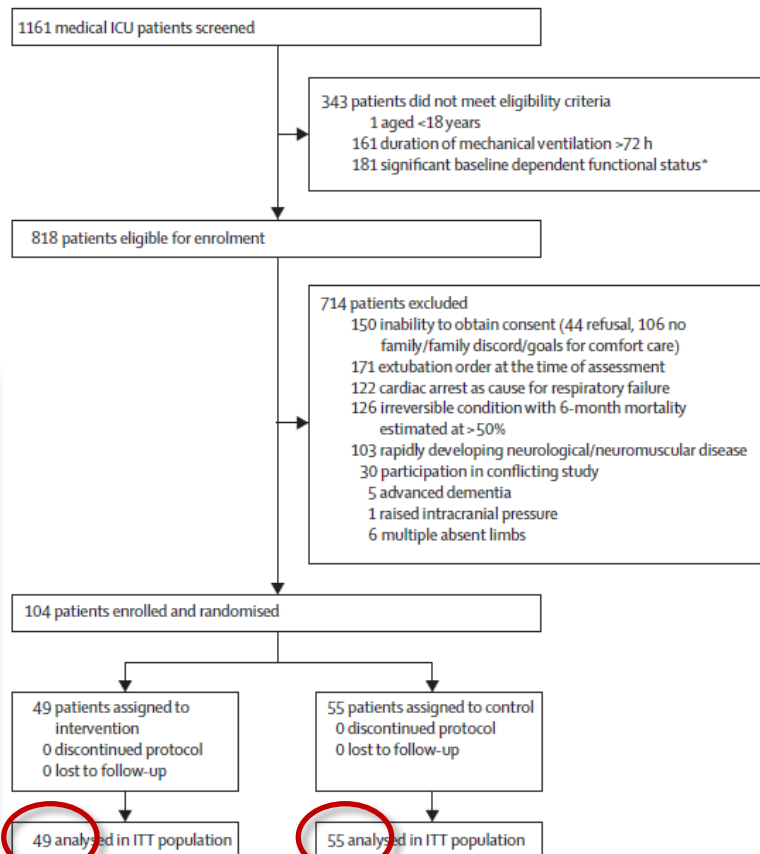 1161 medical ICU patients screened
343 patients did not meet eligibility criteria
1 aged <18 years
161 duration of mechanical ventilation >72 h
181 significant baseline dependent functional status*
818 patients eligible for enrolment
714 patients excluded
150 inability to obtain consent (44 refusal, 106 no
family/family discord/goals for comfort care)
171 extubation order at the time of assessment
122 cardiac arrest as cause for respiratory failure
126 irreversible condition with 6-month mortality
estimated at >50%
103 rapidly developing neurological/neuromuscular disease
30 participation in conflicting study
5 advanced dementia
1 raised intracranial pressure
6 multiple absent limbs
104 patients enrolled and randomised
49 patients assigned to
intervention
0 discontinued protocol
0 lost to follow-up
55 patients assigned to control
0 discontinued protocol
0 lost to follow-up
49 analysed in ITT population
55 analysed in ITT population